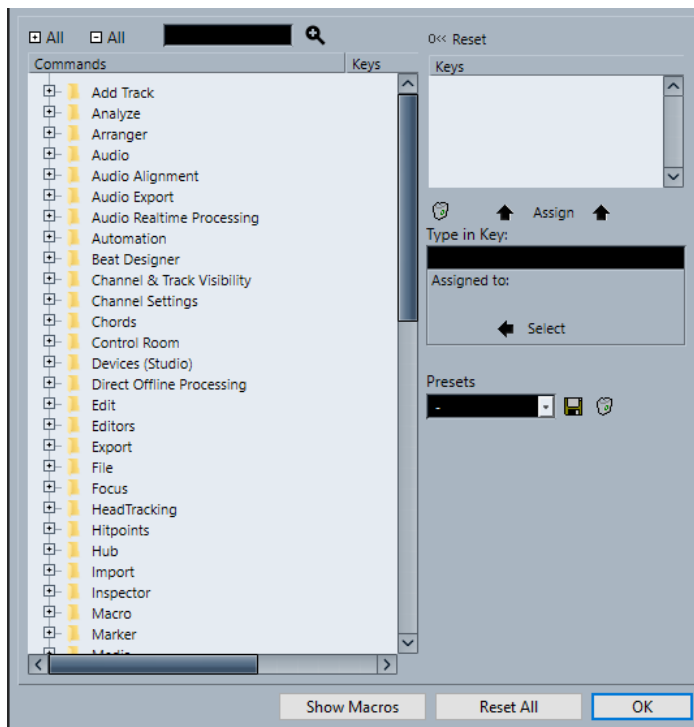 All All
0<< Reset
Commands Keys
Keys
Add Track
Analyze
Arranger
Audio
Audio Alignment
Audio Export
Audio Realtime Processing
Automation
Beat Designer
Channel & Track Visibility
Channel Settings
Chords
Control Room
Devices (Studio)
Direct Offline Processing
Edit
Editors
Export
File
Focus
HeadTracking
Hitpoints
Hub
Import
Inspector
Macro
Marker
Media
Assign
Type in Key:
Assigned to:
Select
Presets
-
Show Macros
Reset All
OK